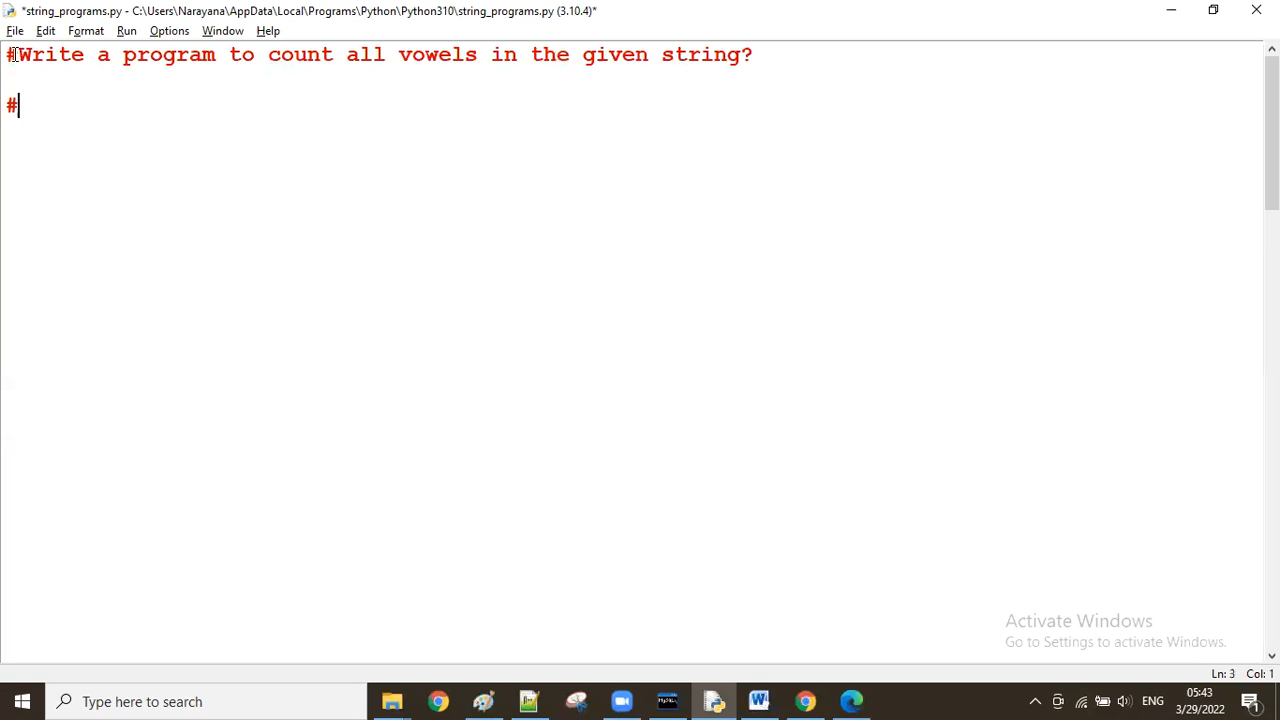 *string_programs.py - C:\Users\Narayana\AppData\Local\Programs\Python\Python310\string_programs.py (3.10.4)*
File Edit Format Run Options Window Help
#Write a program to count all vowels in the given string?
#
Activate Windows
Go to Settings to activate Windows.
Ln: 3 Col: 1
Type here to search
ENG
05:43
3/29/2022